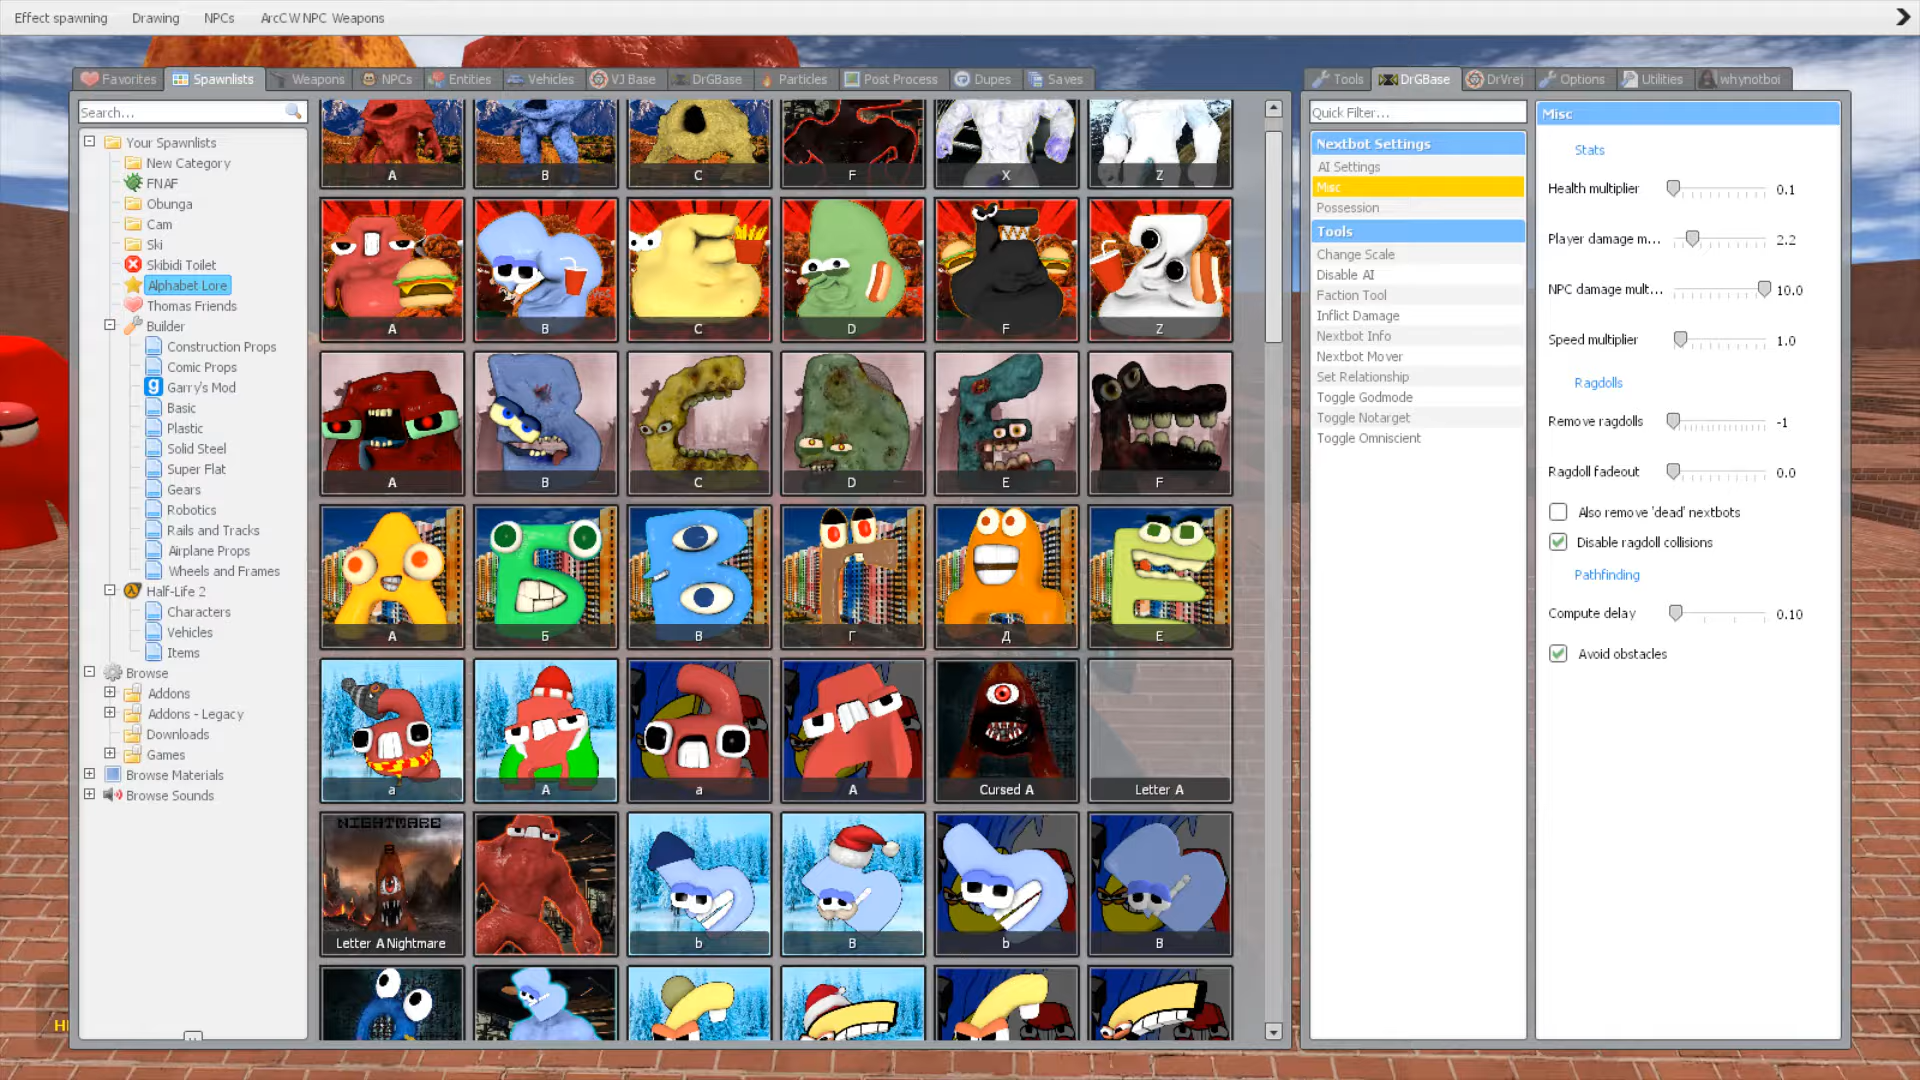 Effect spawning Drawing NPCs ArcCW NPC Weapons
Favorites Spawnlists Weapons NPCs Entities Vehicles VJ Base DrGBase Particles Post Process Dupes Saves
Search...
Your Spawnlists
New Category
FNAF
Obunga
Cam
Ski
Skibidi Toilet
Alphabet Lore
Thomas Friends
Builder
Construction Props
Comic Props
Garry's Mod
Basic
Plastic
Solid Steel
Super Flat
Gears
Robotics
Rails and Tracks
Airplane Props
Wheels and Frames
Half-Life 2
Characters
Vehicles
Items
Browse
Addons
Addons - Legacy
Downloads
Games
Browse Materials
Browse Sounds
A B C F X Z
A B C D F Z
A B C D E F
А Б В Г Д Е
a A a A Cursed A Letter A
NIGHTMARE
Letter A Nightmare b B b B
Tools DrGBase DrVrej Options Utilities whynotboi
Quick Filter...
Nextbot Settings
AI Settings
Misc
Possession
Tools
Change Scale
Disable AI
Faction Tool
Inflict Damage
Nextbot Info
Nextbot Mover
Set Relationship
Toggle Godmode
Toggle Notarget
Toggle Omniscient
Misc
Stats
Health multiplier 0.1
Player damage m... 2.2
NPC damage mult... 10.0
Speed multiplier 1.0
Ragdolls
Remove ragdolls -1
Ragdoll fadeout 0.0
Also remove 'dead' nextbots
Disable ragdoll collisions
Pathfinding
Compute delay 0.10
Avoid obstacles